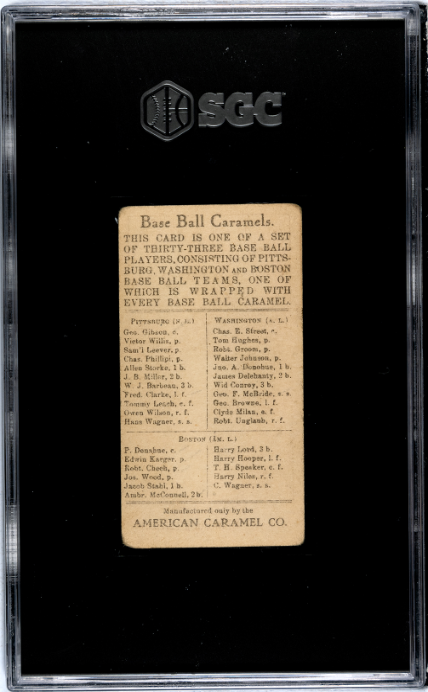 SGC
Base Ball Caramels.
THIS CARD IS ONE OF A SET
OF THIRTY-THREE BASE BALL
PLAYERS, CONSISTING OF PITTS-
BURG, WASHINGTON AND BOSTON
BASE BALL TEAMS, ONE OF
WHICH IS WRAPPED WITH
EVERY BASE BALL CARAMEL.
PITTSBURG (N. L.)
Geo. Gibson, c.
Victor Willis, p.
Sam'l Leever, p.
Chas. Phillipi, p.
Allen Storke, 1 b.
J. B. Miller, 2 b.
W. J. Barbeau, 3 b.
Fred. Clarke, l. f.
Tommy Leach, c. f.
Owen Wilson, r. f.
Hans Wagner, s. s.
WASHINGTON (A. L.)
Chas. E. Street, c.
Tom Hughes, p.
Robt. Groom, p.
Walter Johnson, p.
Jas. A. Donohue, 1 b.
James Delehanty, 2 b.
Wid Conroy, 3 b.
Geo. F. McBride, s. s.
Geo. Browne, l. f.
Clyde Milan, c. f.
Robt. Unglaub, r. f.
BOSTON (AM. L.)
P. Donahue, c.
Edwin Karger, p.
Robt. Chech, p.
Jos. Wood, p.
Jacob Stahl, 1 b.
Ambr. McConnell, 2 b.
Harry Lord, 3 b.
Harry Hooper, l. f.
T. H. Speaker, c. f.
Harry Niles, r. f.
C. Wagner, s. s.
Manufactured only by the
AMERICAN CARAMEL CO.